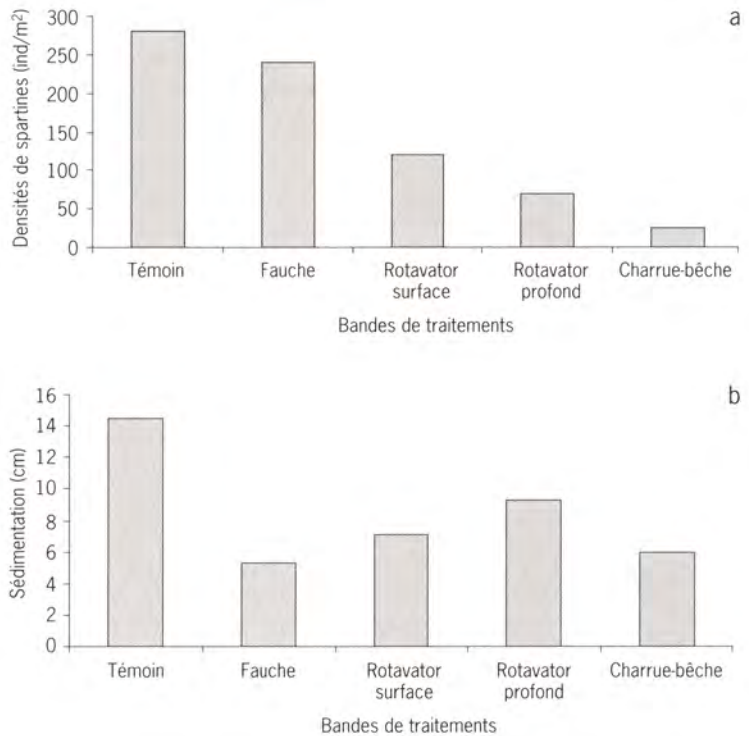 a
Densités de spartines (ind/m²)
300
250
200
150
100
50
0
Témoin
Fauche
Rotavator
surface
Rotavator
profond
Charrue-bêche
Bandes de traitements
b
Sédimentation (cm)
16
14
12
10
8
6
4
2
0
Témoin
Fauche
Rotavator
surface
Rotavator
profond
Charrue-bêche
Bandes de traitements